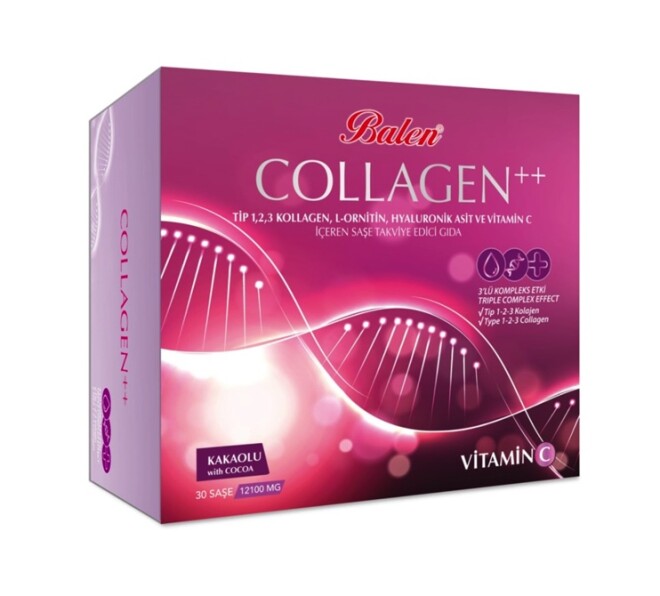 Balen
COLLAGEN++
TİP 1,2,3 KOLLAGEN, L-ORNİTİN, HYALURONİK ASİT VE VİTAMİN C
İÇEREN SAŞE TAKVİYE EDİCİ GIDA
3'LÜ KOMPLEKS ETKİ
TRIPLE COMPLEX EFFECT
√ Tip 1-2-3 Kolajen
√ Type 1-2-3 Collagen
KAKAOLU
with COCOA
30 SAŞE 12100 MG
VİTAMİN C
COLLAGEN++